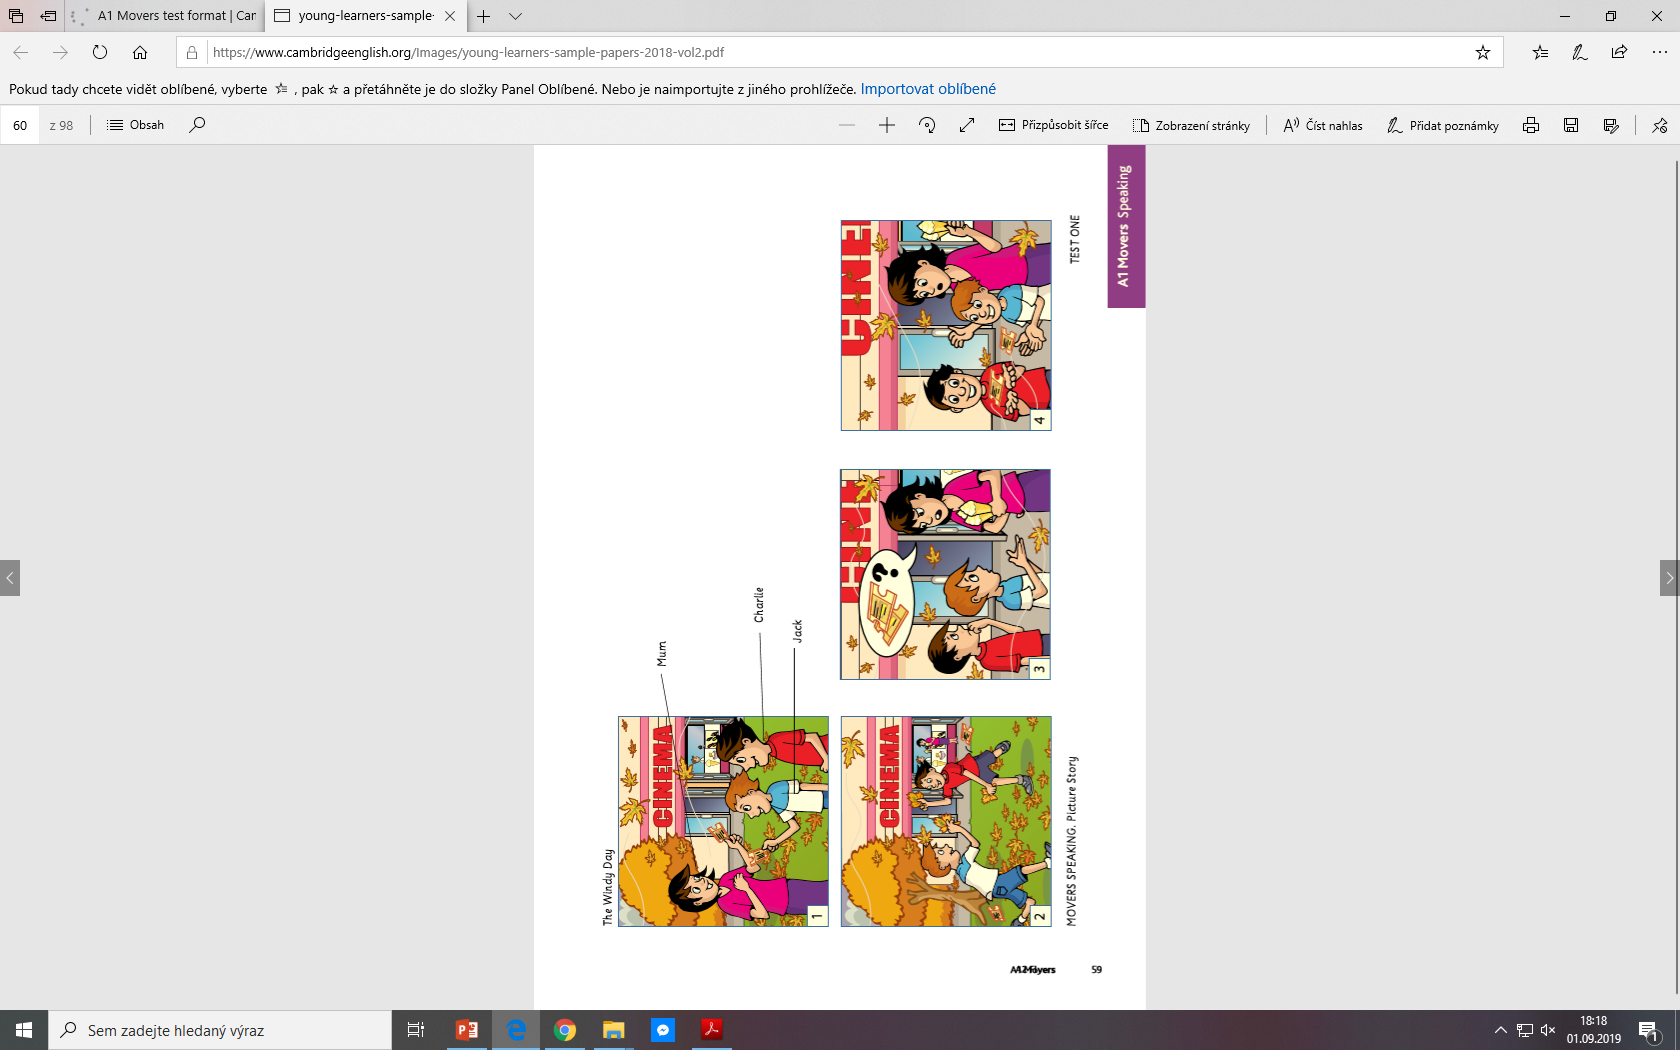 A1 Movers test format | Can
young-learners-sample-
https://www.cambridgeenglish.org/Images/young-learners-sample-papers-2018-vol2.pdf
Pokud tady chcete vidět oblíbené, vyberte ☆ , pak ☆ a přetáhněte je do složky Panel Oblíbené. Nebo je naimportujte z jiného prohlížeče. Importovat oblíbené
60 z 98 Obsah Přizpůsobit šířce Zobrazení stránky Číst nahlas Přidat poznámky
A1 Movers Speaking
The Windy Day
Mum
Charlie
Jack
CINEMA
1
CINEMA
2
?
3
CINE
4
MOVERS SPEAKING. Picture Story
TEST ONE
59
Sem zadejte hledaný výraz
18:18
01.09.2019
1